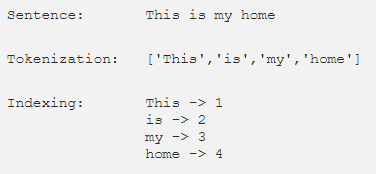 Sentence: This is my home
Tokenization: ['This','is','my','home']
Indexing: This -> 1
is -> 2
my -> 3
home -> 4